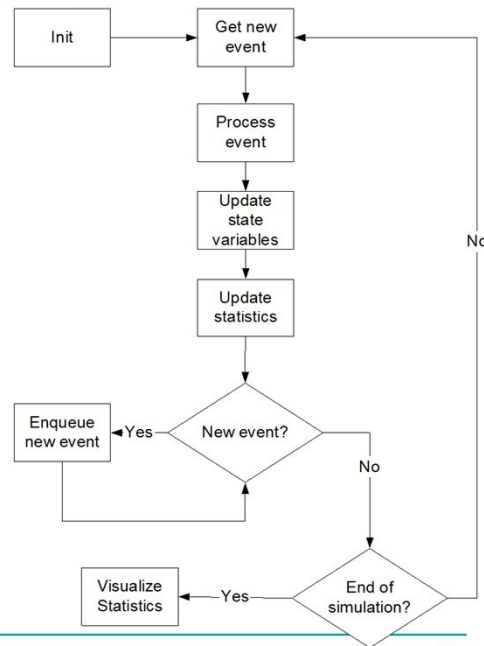 Init
Get new
event
Process
event
Update
state
variables
No
Update
statistics
Enqueue
new event
Yes
New event?
No
Visualize
Statistics
Yes
End of
simulation?